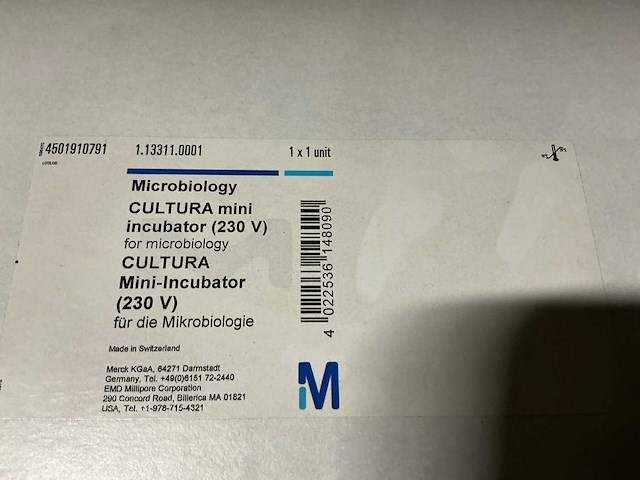 4501910791 1.13311.0001 1 x 1 unit
Microbiology
CULTURA mini
incubator (230 V)
for microbiology
CULTURA
Mini-Incubator
(230 V)
für die Mikrobiologie
4 022536 148090
Made in Switzerland
Merck KGaA, 64271 Darmstadt
Germany, Tel. +49(0)6151 72-2440
EMD Millipore Corporation
290 Concord Road, Billerica MA 01821
USA, Tel. +1-978-715-4321
M